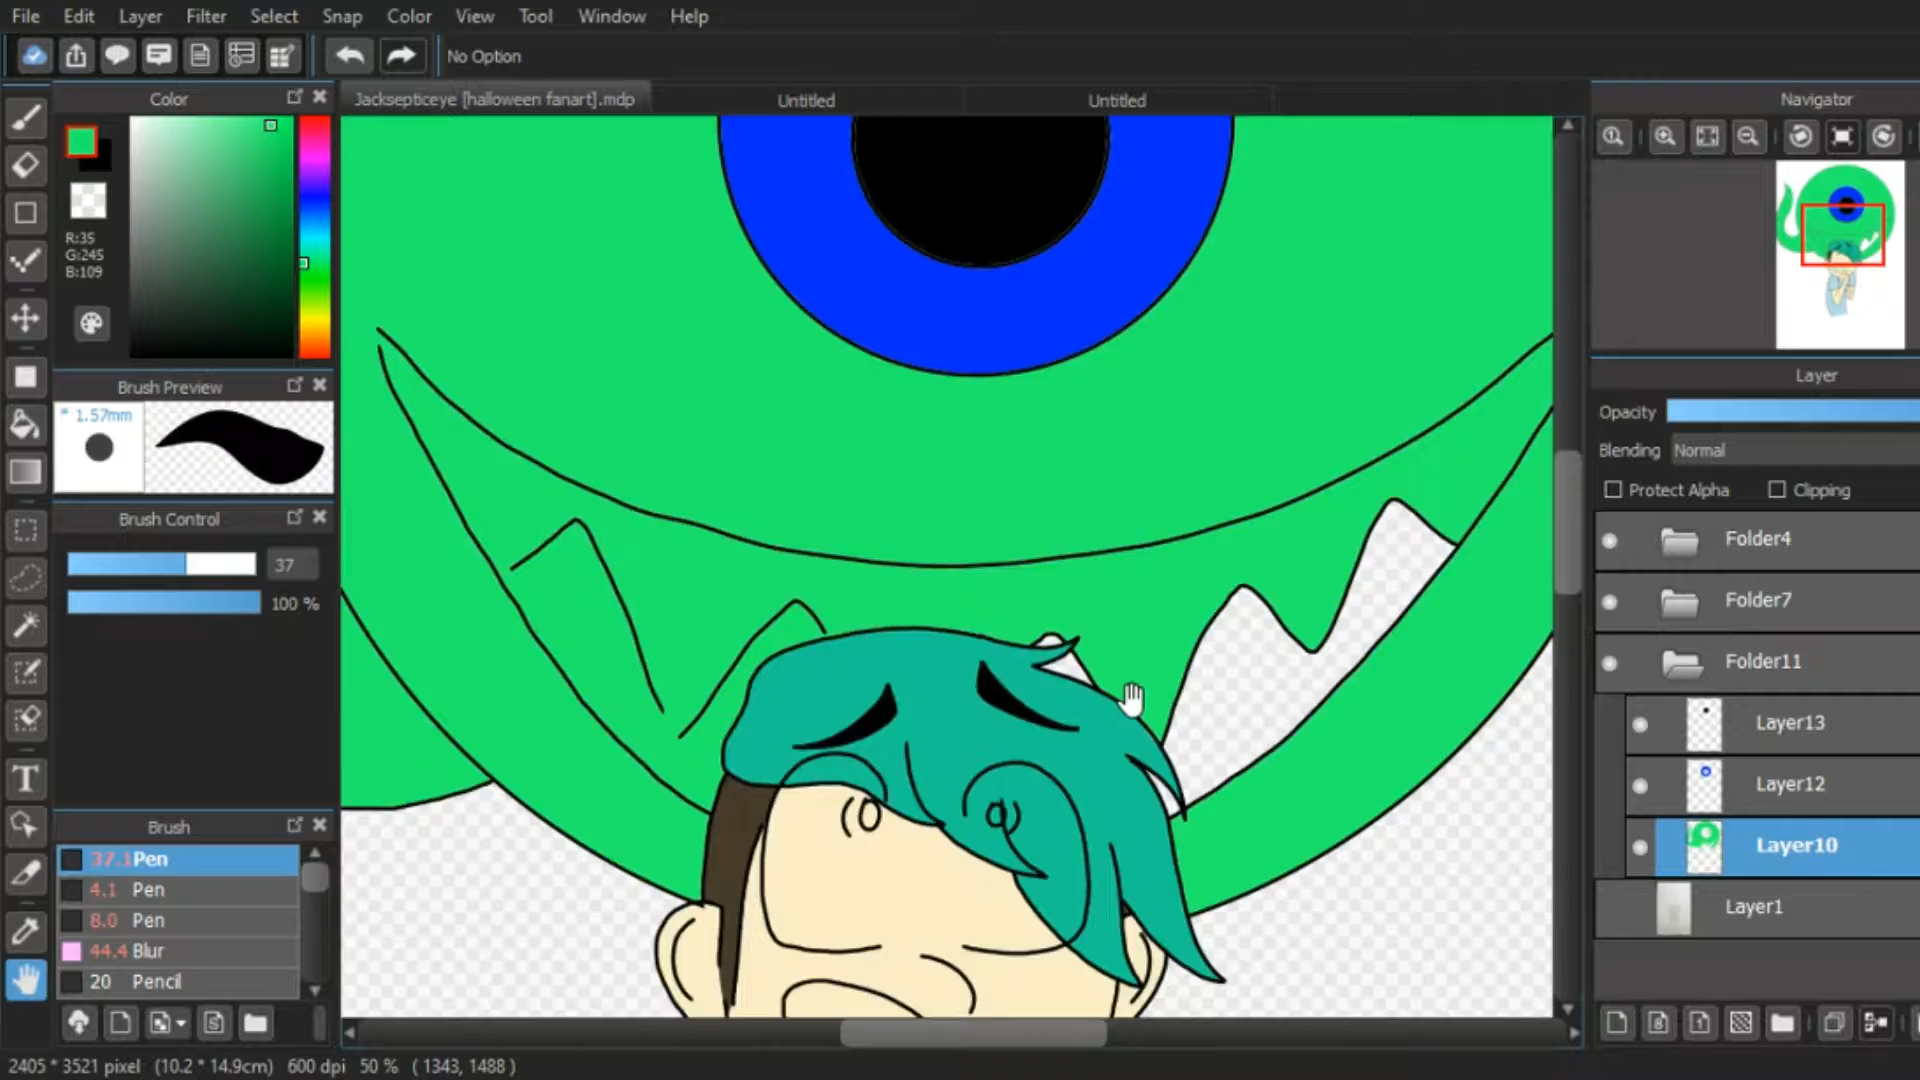 File Edit Layer Filter Select Snap Color View Tool Window Help
No Option
Color
Jacksepticeye [halloween fanart].mdp
Untitled
Untitled
Navigator
R:35
G:245
B:109
Brush Preview
* 1.57mm
Layer
Opacity
Blending Normal
Protect Alpha Clipping
Brush Control
37
100 %
Folder4
Folder7
Folder11
Layer13
Layer12
Layer10
Layer1
Brush
37.1 Pen
4.1 Pen
8.0 Pen
44.4 Blur
20 Pencil
2405 * 3521 pixel (10.2 * 14.9cm) 600 dpi 50 % ( 1343, 1488 )